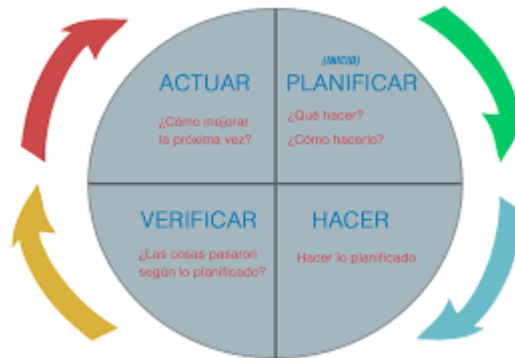 ACTUAR
¿Cómo mejorar
la próxima vez?
(INICIO)
PLANIFICAR
¿Qué hacer?
¿Cómo hacerlo?
VERIFICAR
¿Las cosas pasaron
según lo planificado?
HACER
Hacer lo planificado